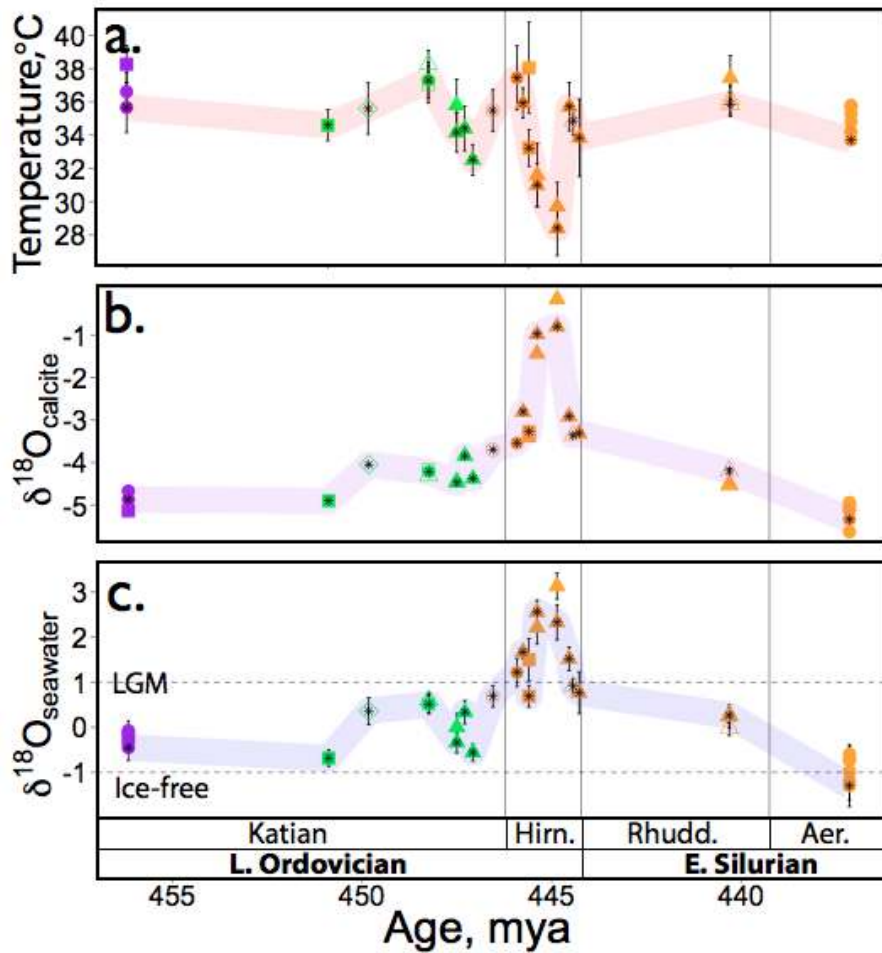 a.
Temperature,°C
40
38
36
34
32
30
28
b.
δ18Ocalcite
-1
-2
-3
-4
-5
c.
δ18Oseawater
3
2
1
0
-1
LGM
Ice-free
Katian Hirn. Rhudd. Aer.
L. Ordovician E. Silurian
455 450 445 440
Age, mya